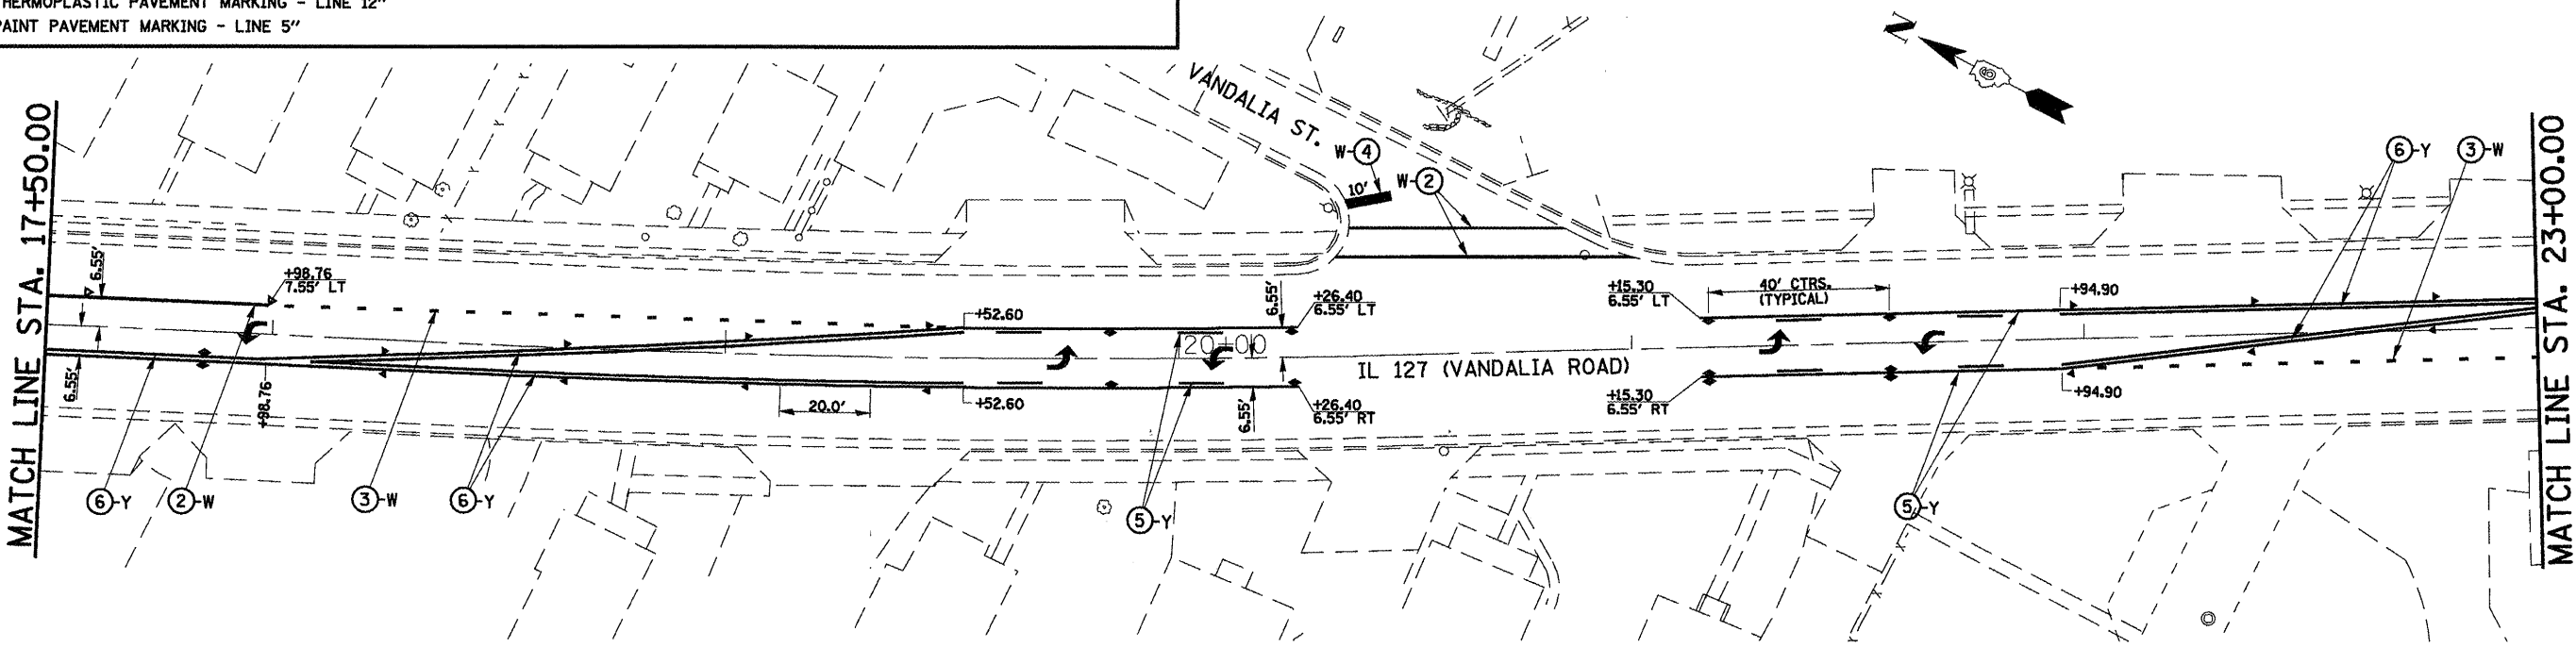 THERMOPLASTIC PAVEMENT MARKING - LINE 12"
PAINT PAVEMENT MARKING - LINE 5"
N
VANDALIA ST.
W-4
10'
W-2
6-Y
3-W
MATCH LINE STA. 17+50.00
6.55'
+98.76
7.55' LT
+52.60
6.55'
+26.40
6.55' LT
20+00
IL 127 (VANDALIA ROAD)
+15.30
6.55' LT
40' CTRS.
(TYPICAL)
+94.90
MATCH LINE STA. 23+00.00
6.55'
+98.76
20.0'
+52.60
6.55'
+26.40
6.55' RT
+15.30
6.55' RT
+94.90
6-Y
2-W
3-W
6-Y
5-Y
5-Y